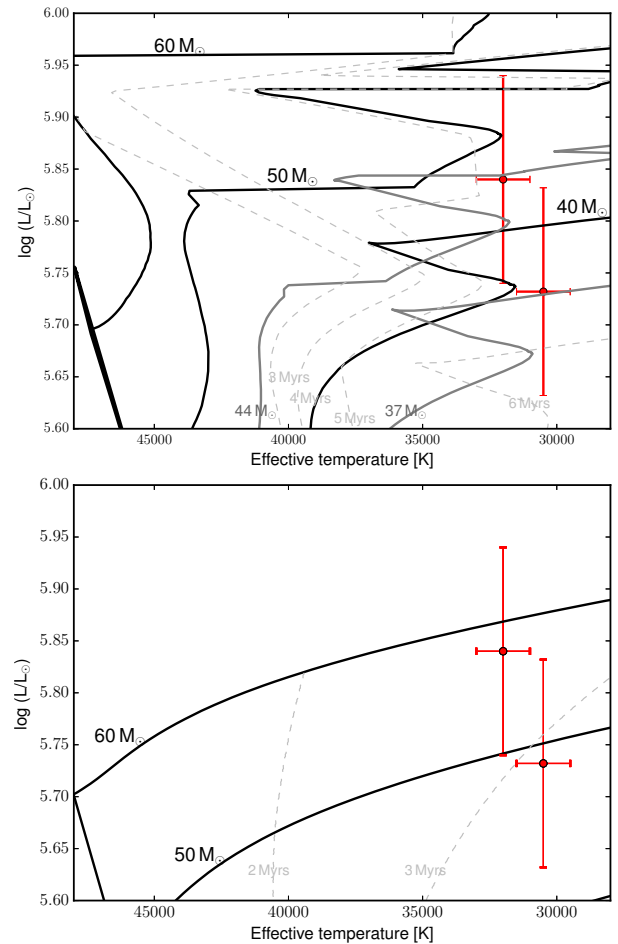 6.00
60 M⊙
5.95
5.90
50 M⊙
5.85
40 M⊙
5.80
log (L/L⊙)
5.75
5.70
3 Myrs
5.65
4 Myrs
6 Myrs
44 M⊙
5 Myrs
37 M⊙
5.60
45000 40000 35000 30000
Effective temperature [K]
6.00
5.95
5.90
5.85
5.80
log (L/L⊙)
60 M⊙
5.75
5.70
5.65
50 M⊙
2 Myrs
3 Myrs
5.60
45000 40000 35000 30000
Effective temperature [K]